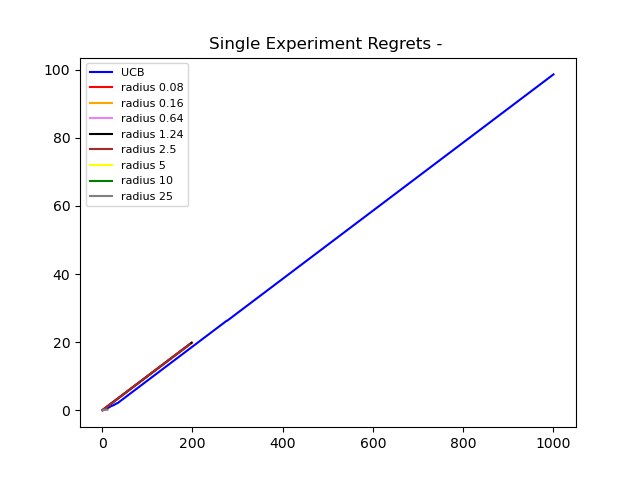 Single Experiment Regrets -
100
80
60
40
20
0
UCB
radius 0.08
radius 0.16
radius 0.64
radius 1.24
radius 2.5
radius 5
radius 10
radius 25
0 200 400 600 800 1000